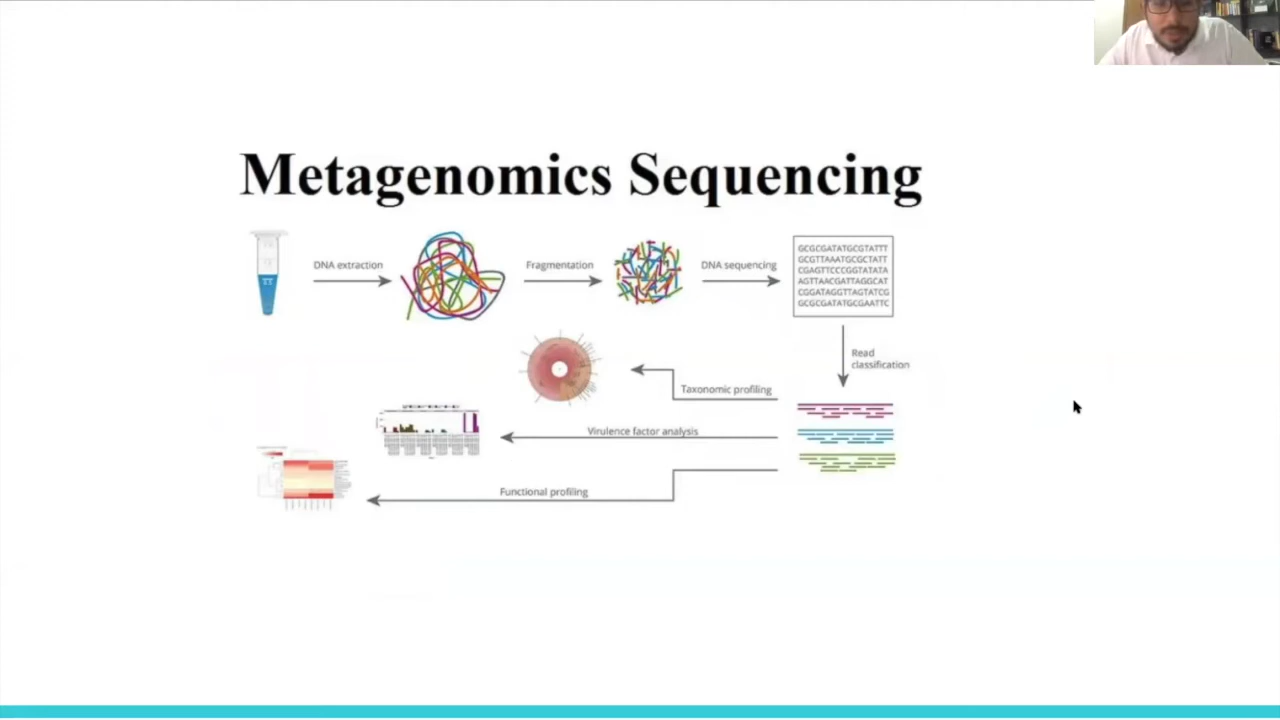 Metagenomics Sequencing
DNA extraction
Fragmentation
DNA sequencing
GCGCGATATGCGTATTT
GCGTTAAATGCGCTATT
CGAGTTCCCGGTATATA
AGTTAACGATTAGGCAT
CGGATAGGTTAGTATCG
GCGCGATATGCGAATTC
Read
classification
Taxonomic profiling
Virulence factor analysis
Functional profiling